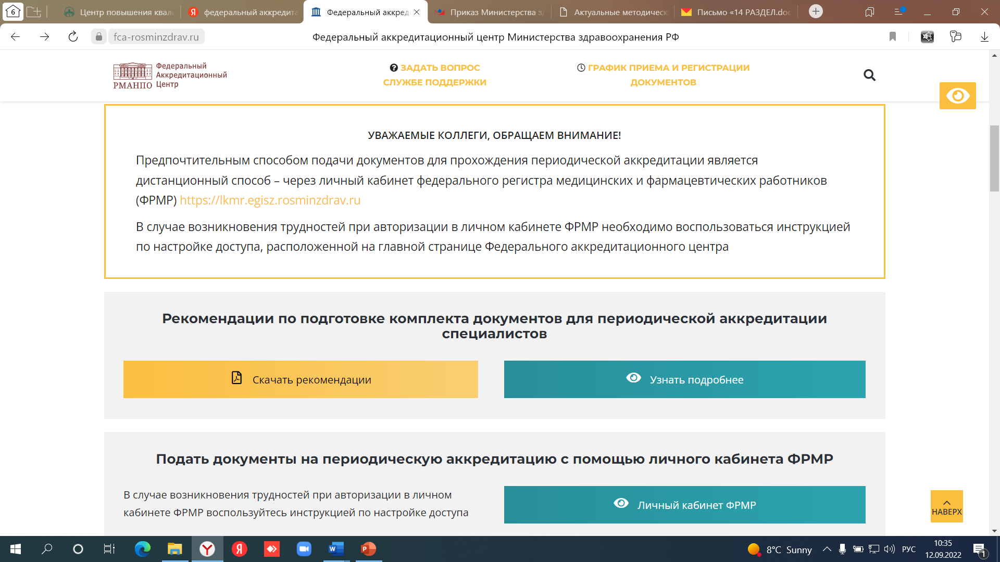 6
Центр повышения квали
федеральный аккредита
Федеральный аккред
Приказ Министерства зд
Актуальные методическ
Письмо «14 РАЗДЕЛ.doc
fca-rosminzdrav.ru
Федеральный аккредитационный центр Министерства здравоохранения РФ
РМАНПО
Федеральный
Аккредитационный
Центр
ЗАДАТЬ ВОПРОС
СЛУЖБЕ ПОДДЕРЖКИ
ГРАФИК ПРИЕМА И РЕГИСТРАЦИИ
ДОКУМЕНТОВ
УВАЖАЕМЫЕ КОЛЛЕГИ, ОБРАЩАЕМ ВНИМАНИЕ!
Предпочтительным способом подачи документов для прохождения периодической аккредитации является
дистанционный способ – через личный кабинет федерального регистра медицинских и фармацевтических работников
(ФРМР) https://lkmr.egisz.rosminzdrav.ru
В случае возникновения трудностей при авторизации в личном кабинете ФРМР необходимо воспользоваться инструкцией
по настройке доступа, расположенной на главной странице Федерального аккредитационного центра
Рекомендации по подготовке комплекта документов для периодической аккредитации
специалистов
Скачать рекомендации
Узнать подробнее
Подать документы на периодическую аккредитацию с помощью личного кабинета ФРМР
В случае возникновения трудностей при авторизации в личном
кабинете ФРМР воспользуйтесь инструкцией по настройке доступа
Личный кабинет ФРМР
НАВЕРХ
8°C Sunny
РУС
10:35
12.09.2022
1